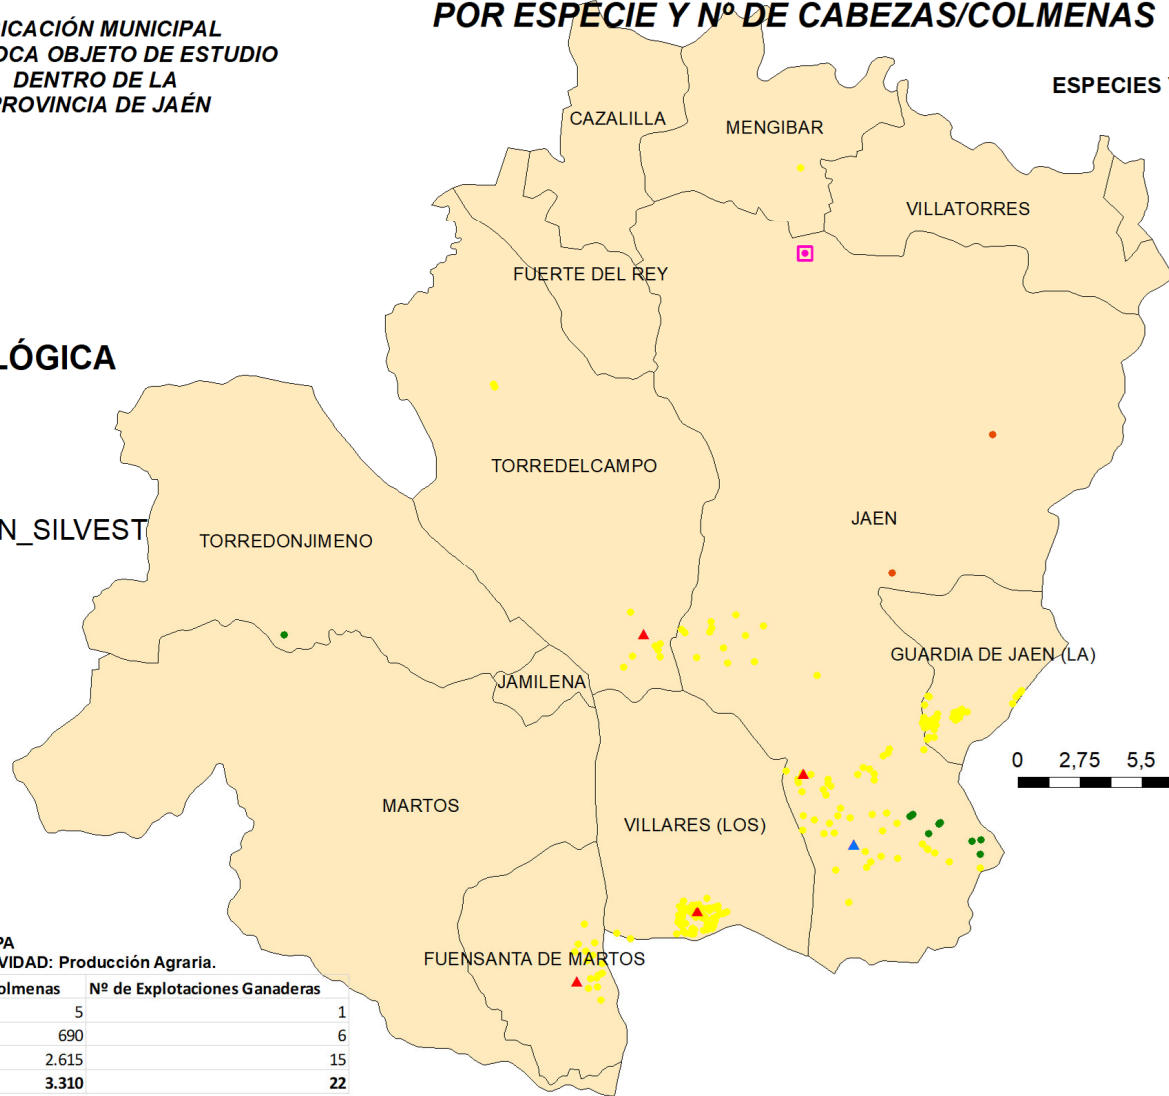 POR ESPECIE Y Nº DE CABEZAS/COLMENAS
ICACIÓN MUNICIPAL
OCA OBJETO DE ESTUDIO
DENTRO DE LA
PROVINCIA DE JAÉN
ESPECIES
CAZALILLA
MENGIBAR
VILLATORRES
FUERTE DEL REY
LÓGICA
TORREDELCAMPO
JAEN
N_SILVEST
TORREDONJIMENO
GUARDIA DE JAEN (LA)
JAMILENA
0 2,75 5,5
MARTOS
VILLARES (LOS)
FUENSANTA DE MARTOS
PA
VIDAD: Producción Agraria.
olmenas Nº de Explotaciones Ganaderas
5 1
690 6
2.615 15
3.310 22